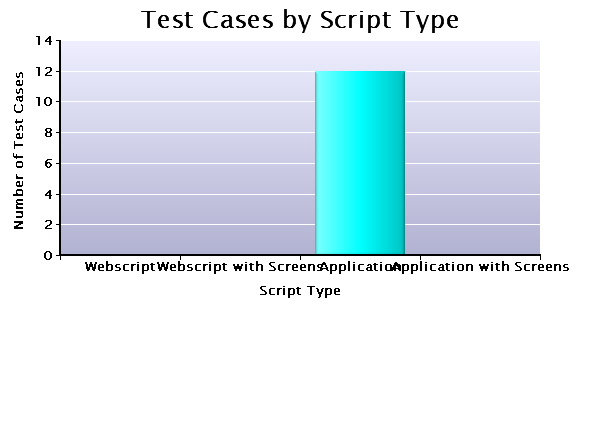 Test Cases by Script Type
14
12
10
8
6
4
2
0
Number of Test Cases
Webscript Webscript with Screens Application Application with Screens
Script Type